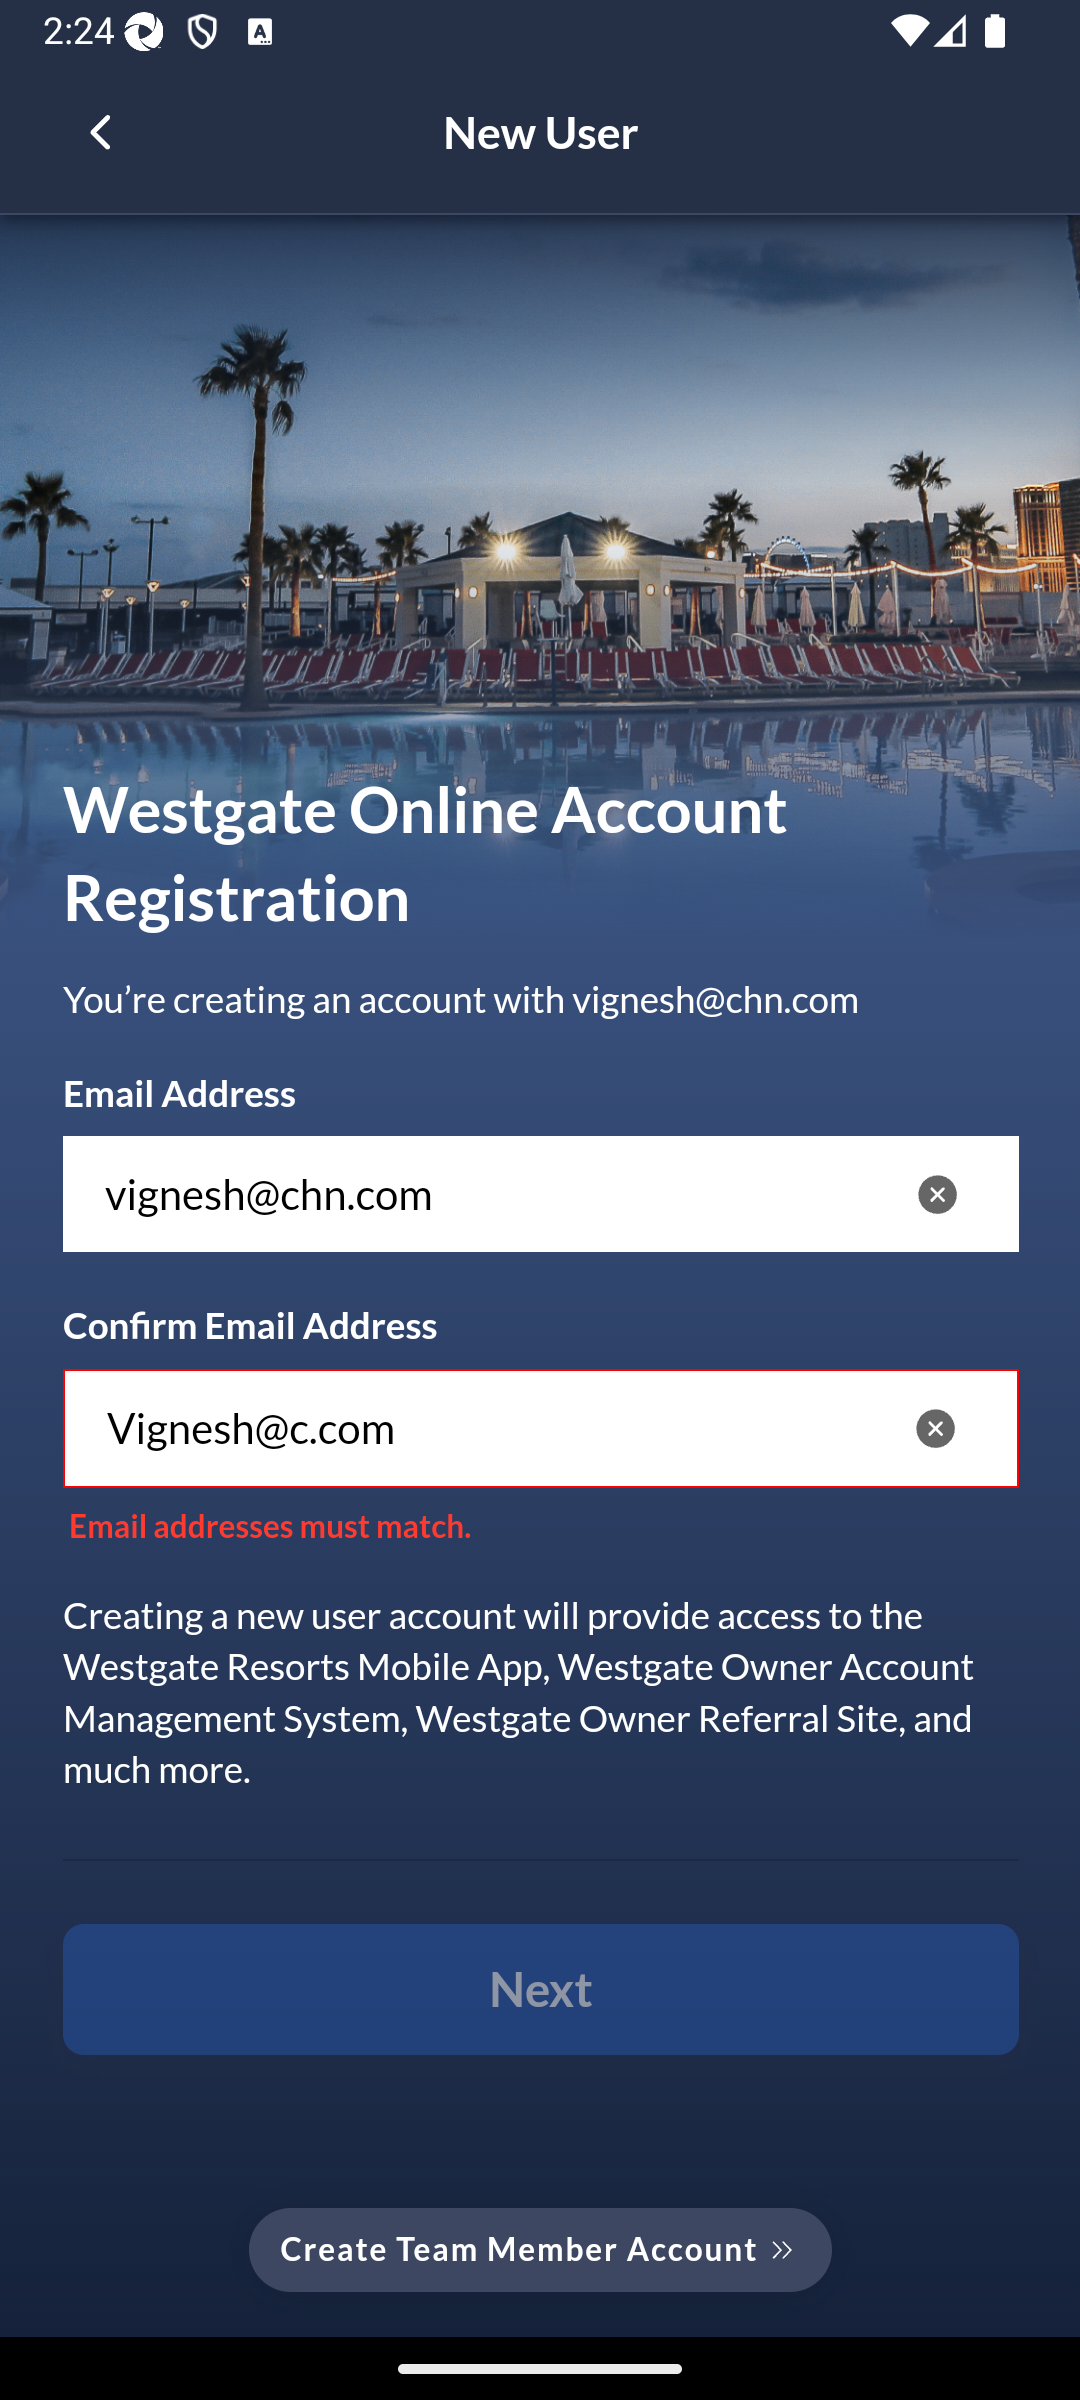 2:24
New User
Westgate Online Account
Registration
You’re creating an account with vignesh@chn.com
Email Address
vignesh@chn.com
Confirm Email Address
Vignesh@c.com
Email addresses must match.
Creating a new user account will provide access to the
Westgate Resorts Mobile App, Westgate Owner Account
Management System, Westgate Owner Referral Site, and
much more.
Next
Create Team Member Account